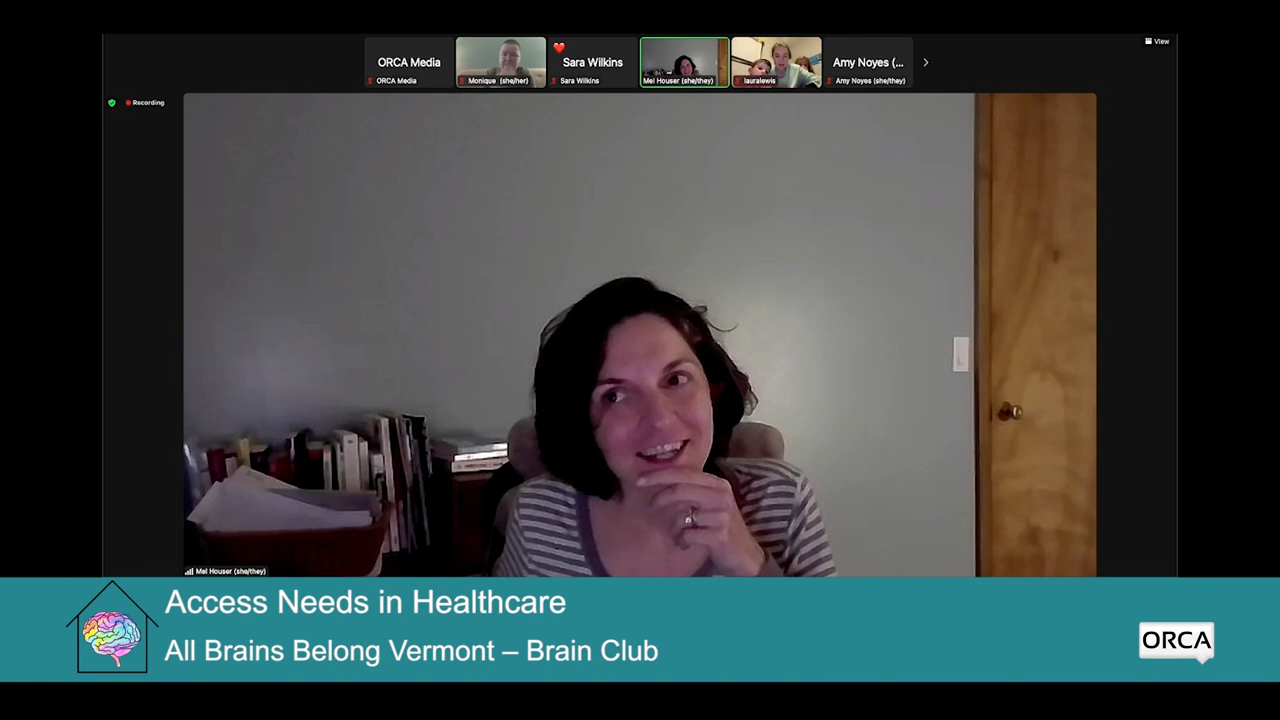 View
ORCA Media
ORCA Media
Monique (she/her)
Sara Wilkins
Sara Wilkins
Mel Houser (she/they)
lauralewis
Amy Noyes (...
Amy Noyes (she/they)
Recording
Mel Houser (she/they)
Access Needs in Healthcare
All Brains Belong Vermont – Brain Club
ORCA